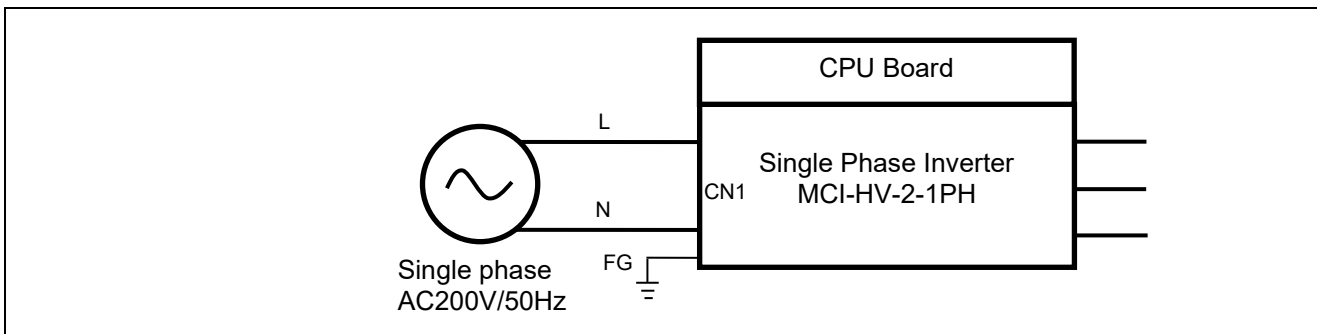 CPU Board
L
Single Phase Inverter
MCI-HV-2-1PH
CN1
N
FG
Single phase
AC200V/50Hz